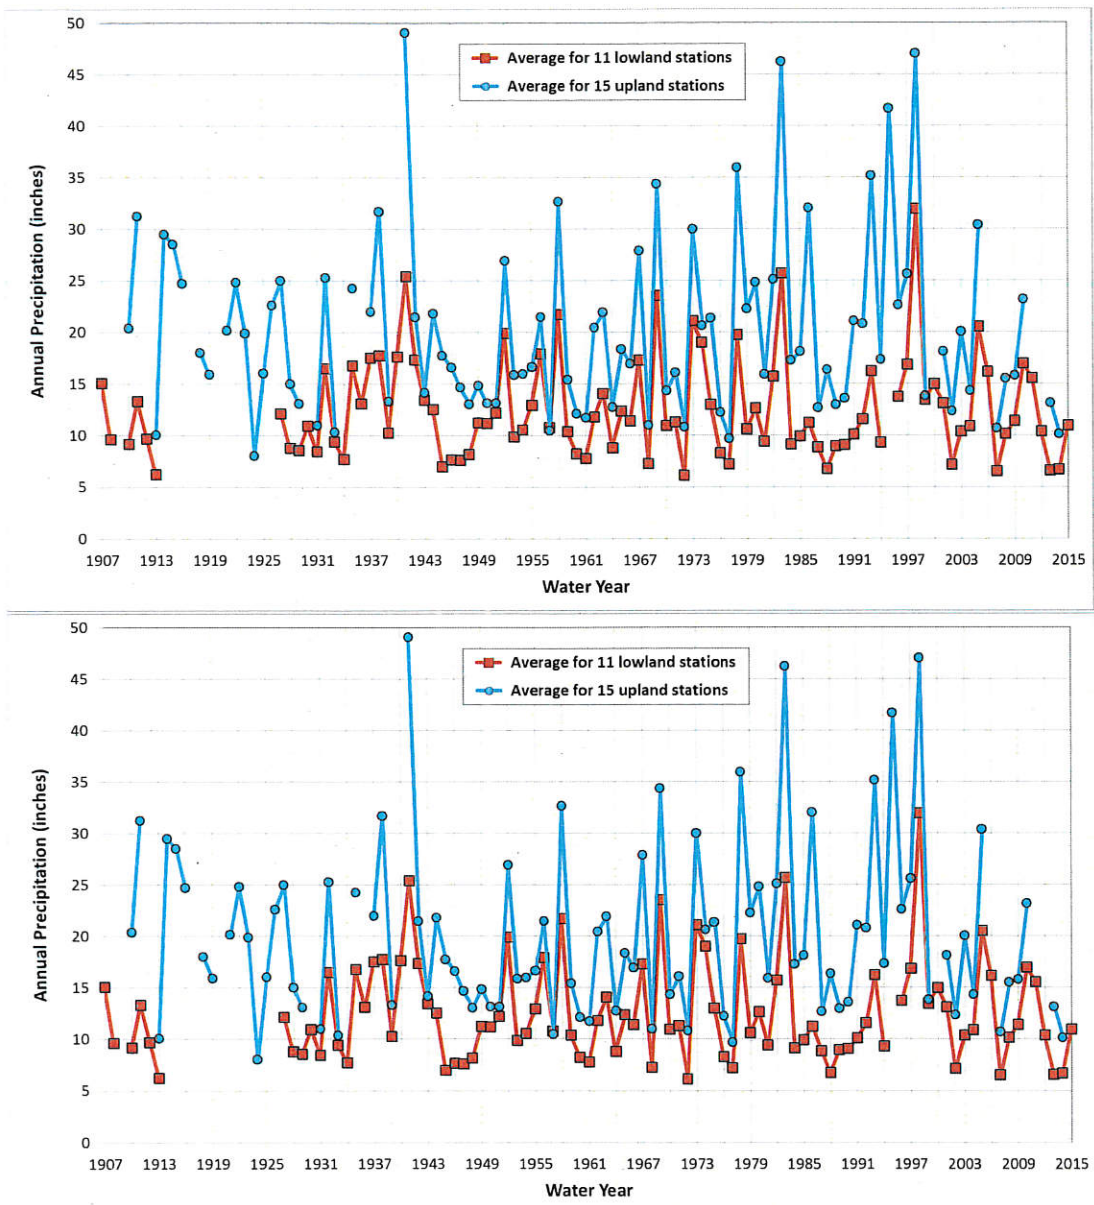 50
45
40
35
30
25
20
15
10
5
0
Annual Precipitation (inches)
Average for 11 lowland stations
Average for 15 upland stations
1907 1913 1919 1925 1931 1937 1943 1949 1955 1961 1967 1973 1979 1985 1991 1997 2003 2009 2015
Water Year
50
45
40
35
30
25
20
15
10
5
0
Annual Precipitation (inches)
Average for 11 lowland stations
Average for 15 upland stations
1907 1913 1919 1925 1931 1937 1943 1949 1955 1961 1967 1973 1979 1985 1991 1997 2003 2009 2015
Water Year